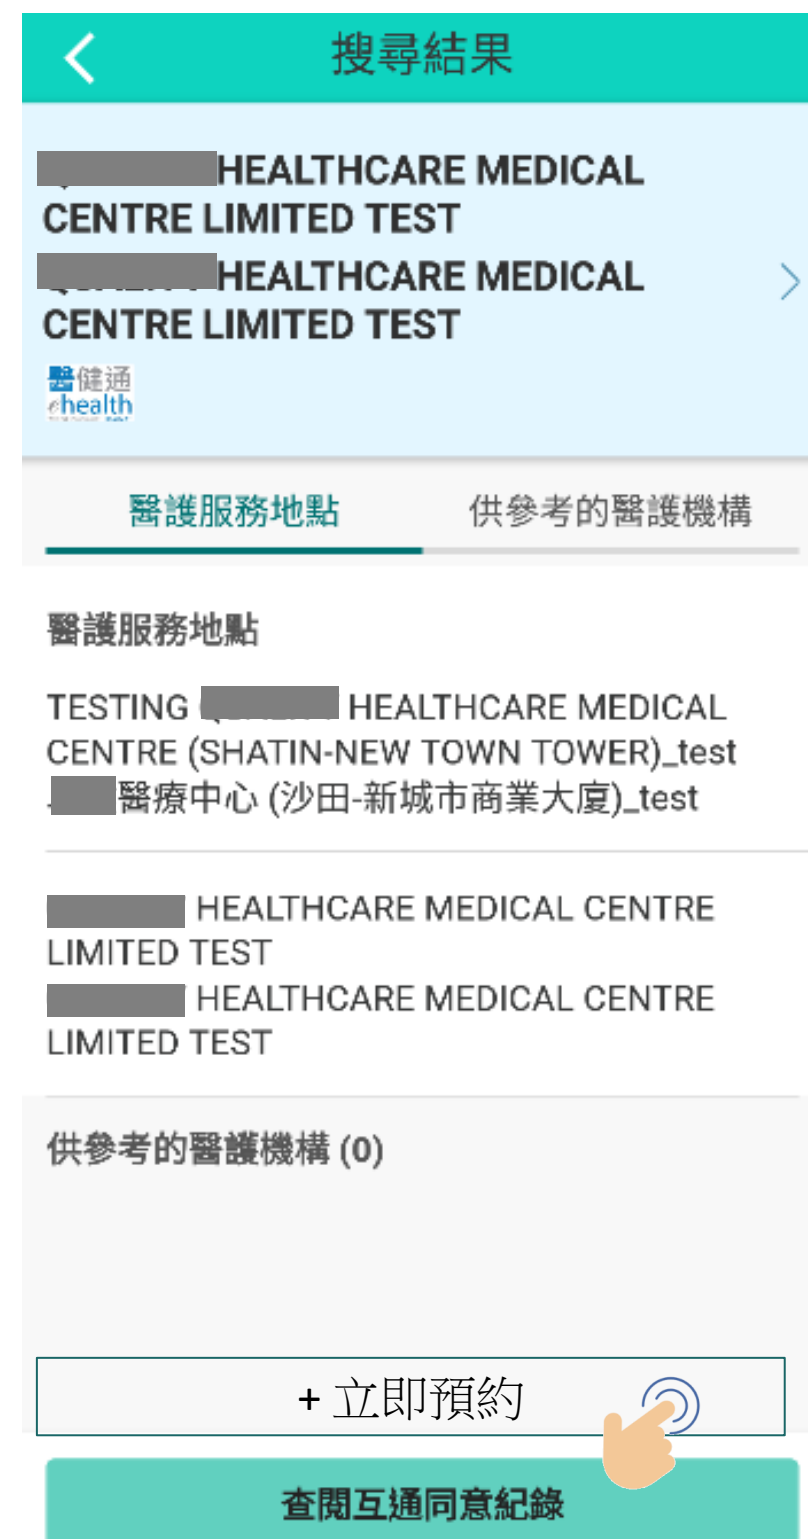 搜尋結果
HEALTHCARE MEDICAL
CENTRE LIMITED TEST
HEALTHCARE MEDICAL
CENTRE LIMITED TEST
醫健通
ehealth
醫護服務地點
供參考的醫護機構
醫護服務地點
TESTING HEALTHCARE MEDICAL
CENTRE (SHATIN-NEW TOWN TOWER)_test
醫療中心 (沙田-新城市商業大廈)_test
HEALTHCARE MEDICAL CENTRE
LIMITED TEST
HEALTHCARE MEDICAL CENTRE
LIMITED TEST
供參考的醫護機構 (0)
+ 立即預約
查閱互通同意紀錄